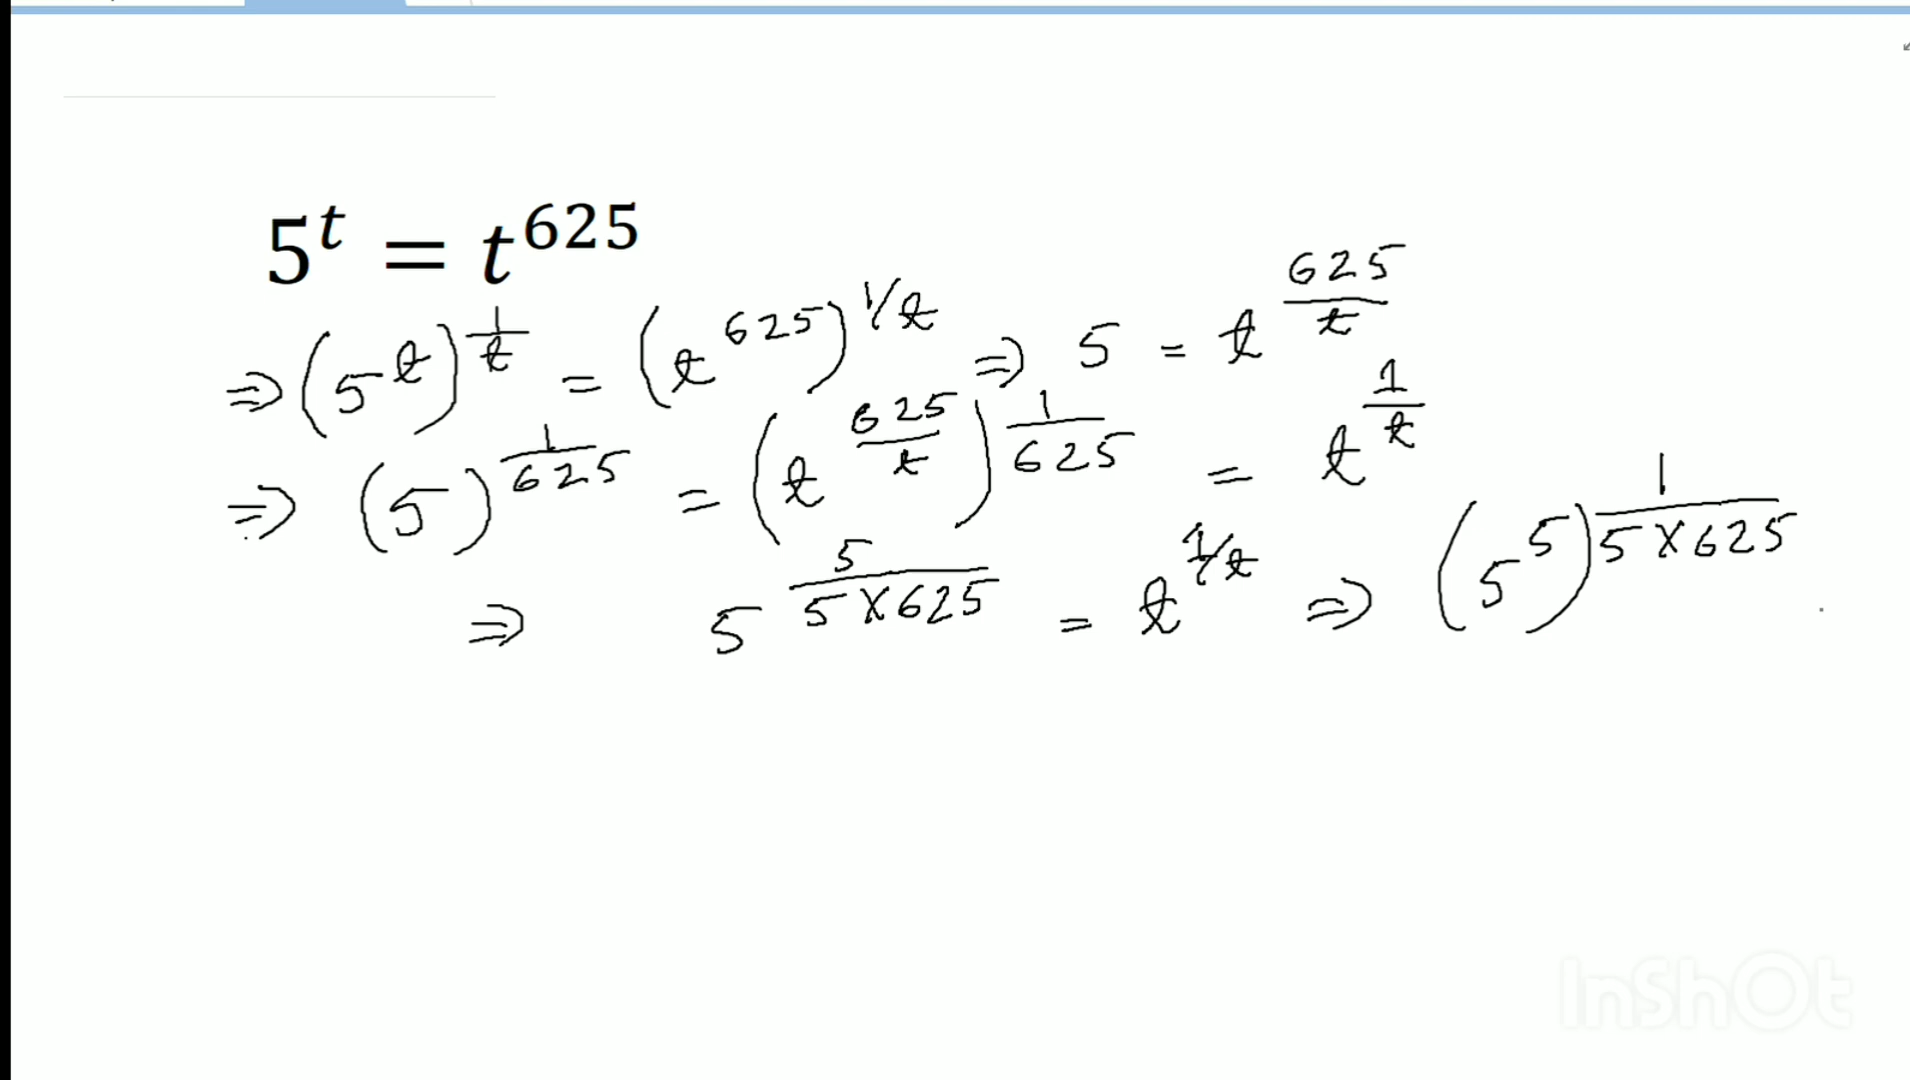 5^t = t^625
⇒ (5^t)^(1/t) = (t^625)^(1/t) ⇒ 5 = t^(625/t)
⇒ (5)^(1/625) = (t^(625/t))^(1/625) = t^(1/t)
⇒ 5^(5/(5×625)) = t^(1/t) ⇒ (5^5)^(1/(5×625))
InShOt